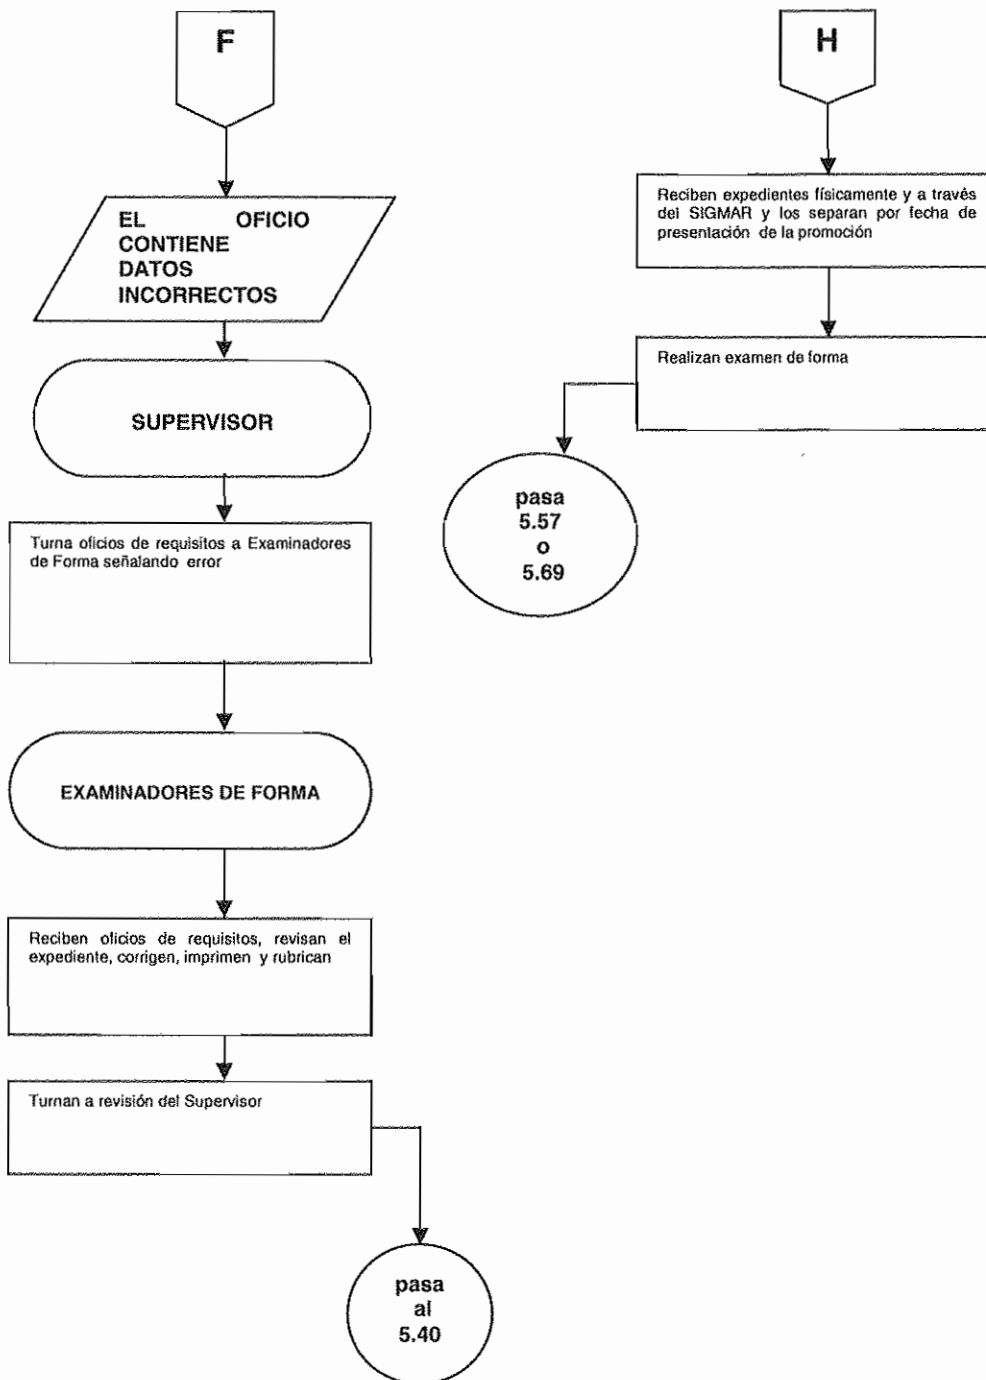 F
EL OFICIO
CONTIENE
DATOS
INCORRECTOS
SUPERVISOR
Turna oficios de requisitos a Examinadores
de Forma señalando error
EXAMINADORES DE FORMA
Reciben oficios de requisitos, revisan el
expediente, corrigen, imprimen y rubrican
Turnan a revisión del Supervisor
pasa
al
5.40
H
Reciben expedientes físicamente y a través
del SIGMAR y los separan por fecha de
presentación de la promoción
Realizan examen de forma
pasa
5.57
o
5.69